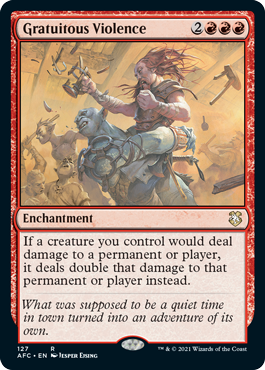 Gratuitous Violence 2
Enchantment
If a creature you control would deal
damage to a permanent or player,
it deals double that damage to that
permanent or player instead.
What was supposed to be a quiet time
in town turned into an adventure of its
own.
127 R
AFC • EN Jesper Ejsing ™ & © 2021 Wizards of the Coast